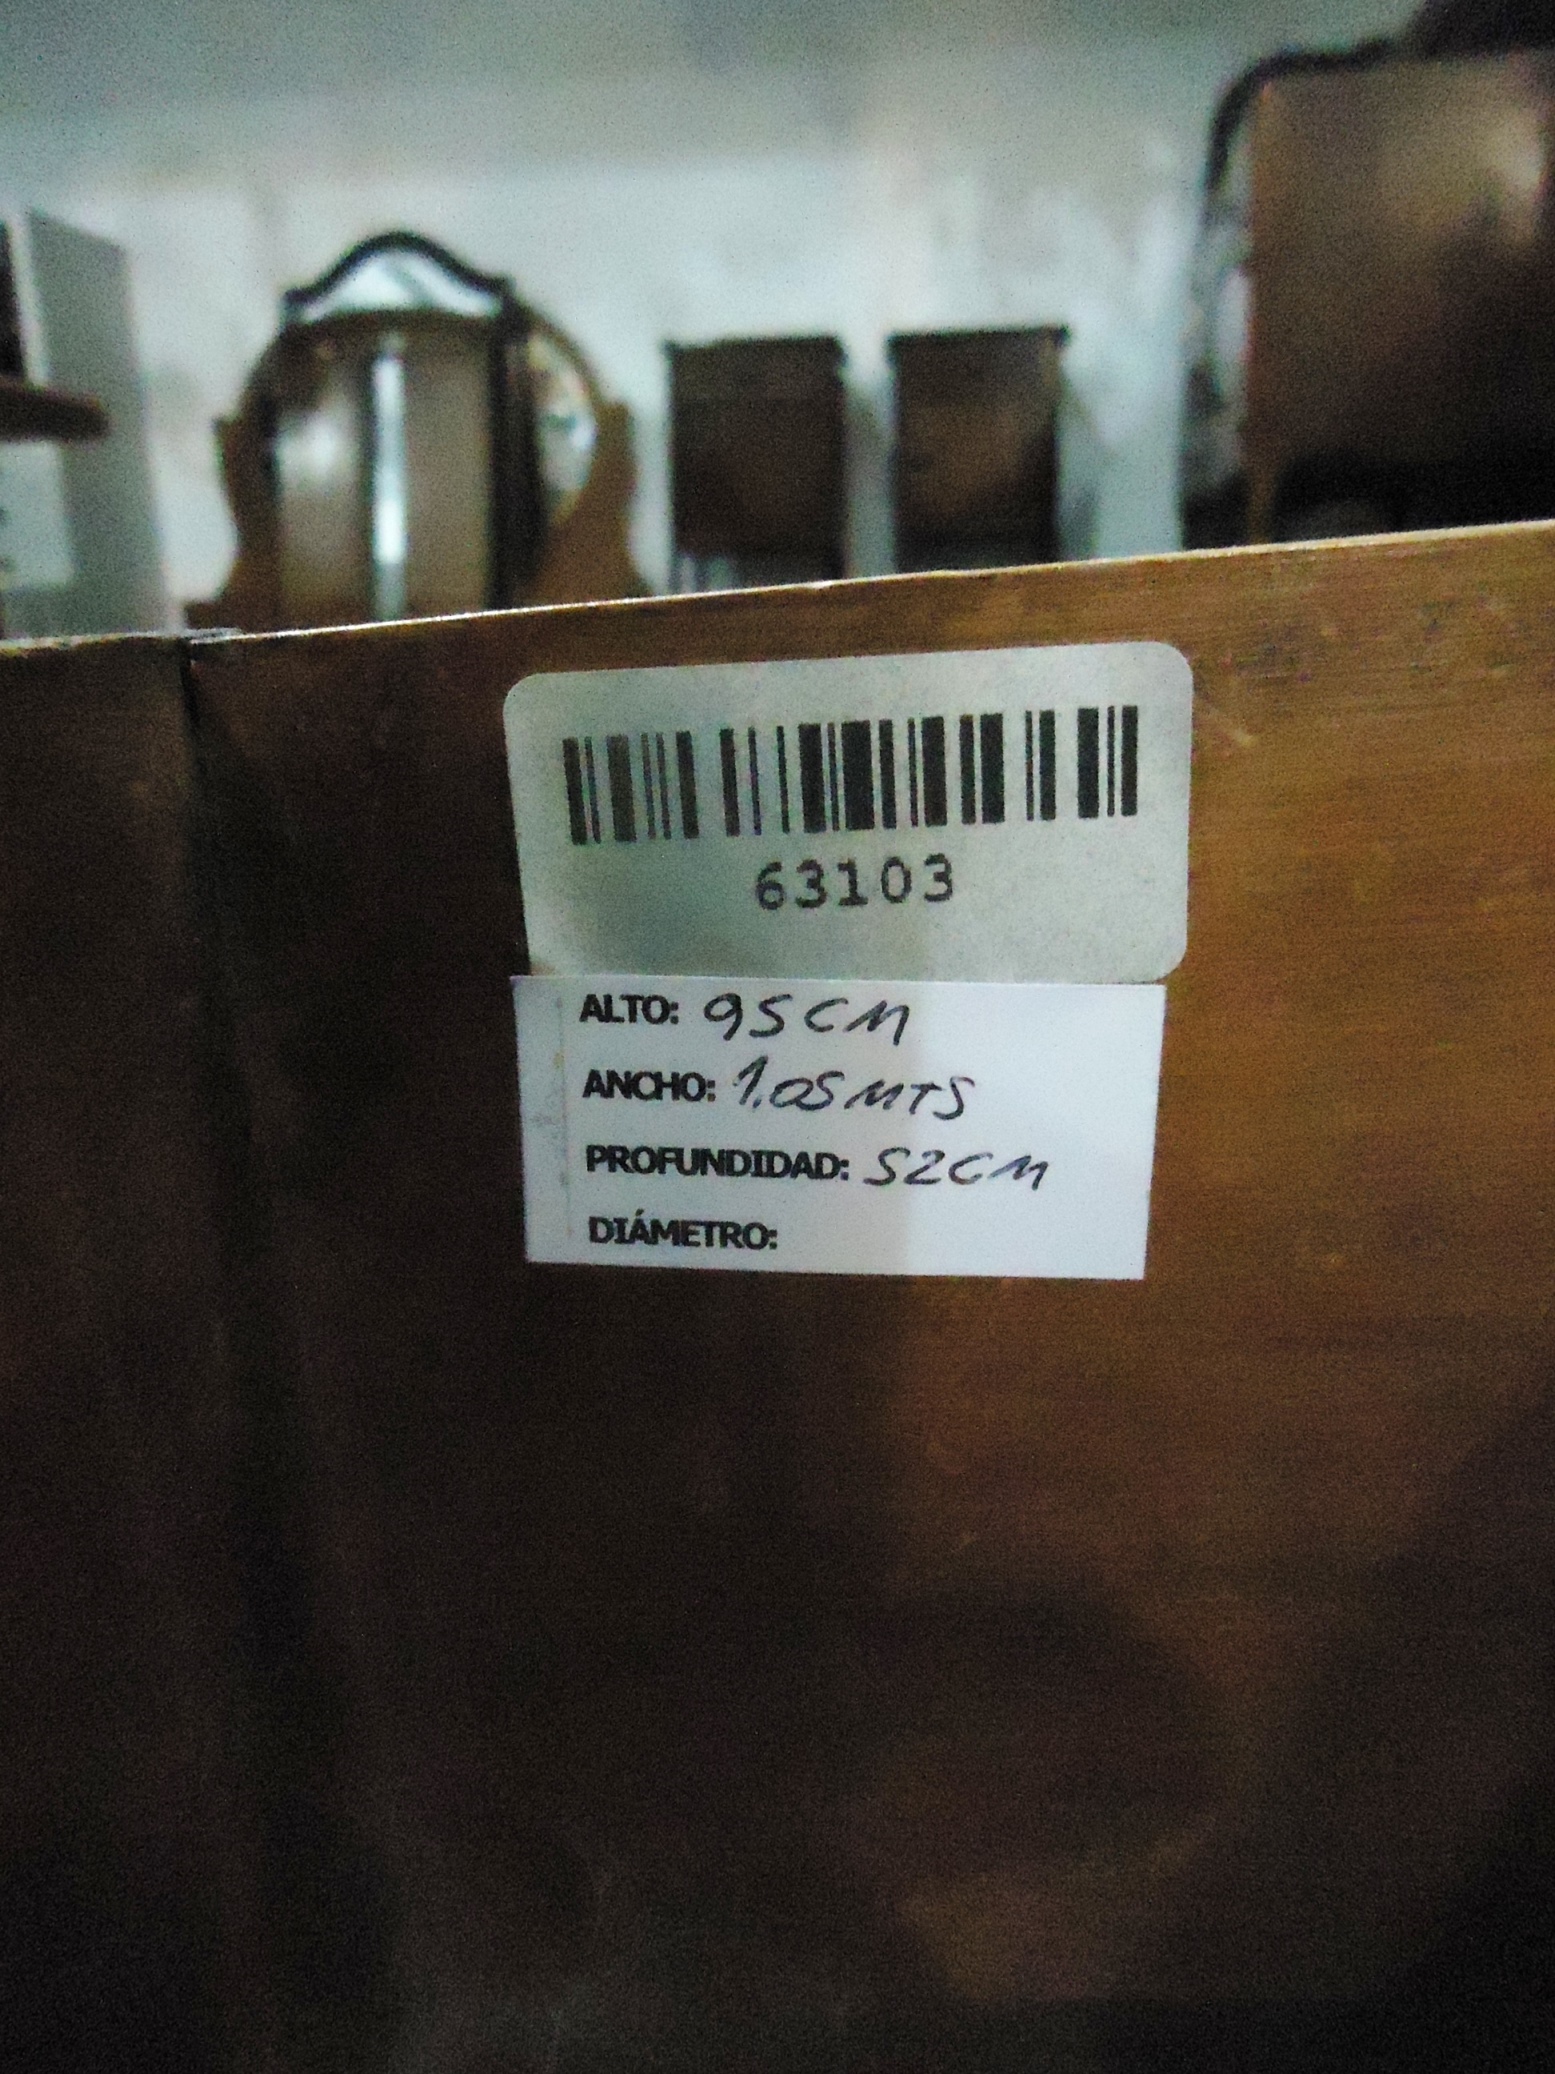 63103
ALTO: 95CM
ANCHO: 1.05MTS
PROFUNDIDAD: 52CM
DIÁMETRO: